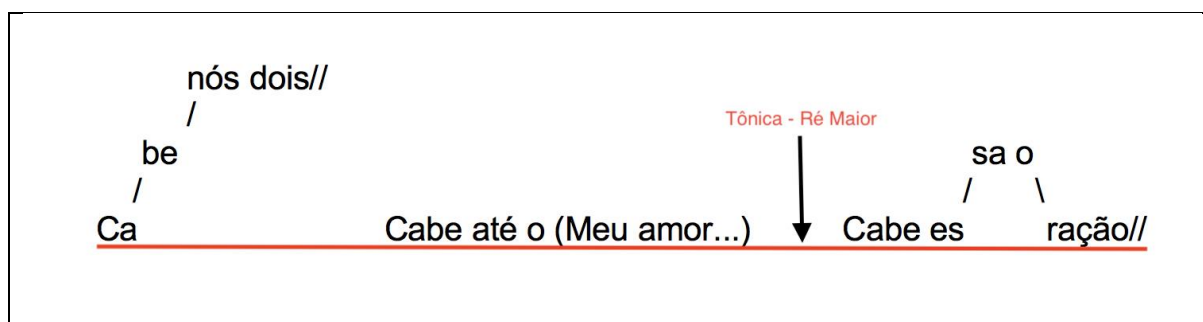 nós dois//
/
Tônica - Ré Maior
be sa o
/ / \
Ca Cabe até o (Meu amor...) Cabe es ração//